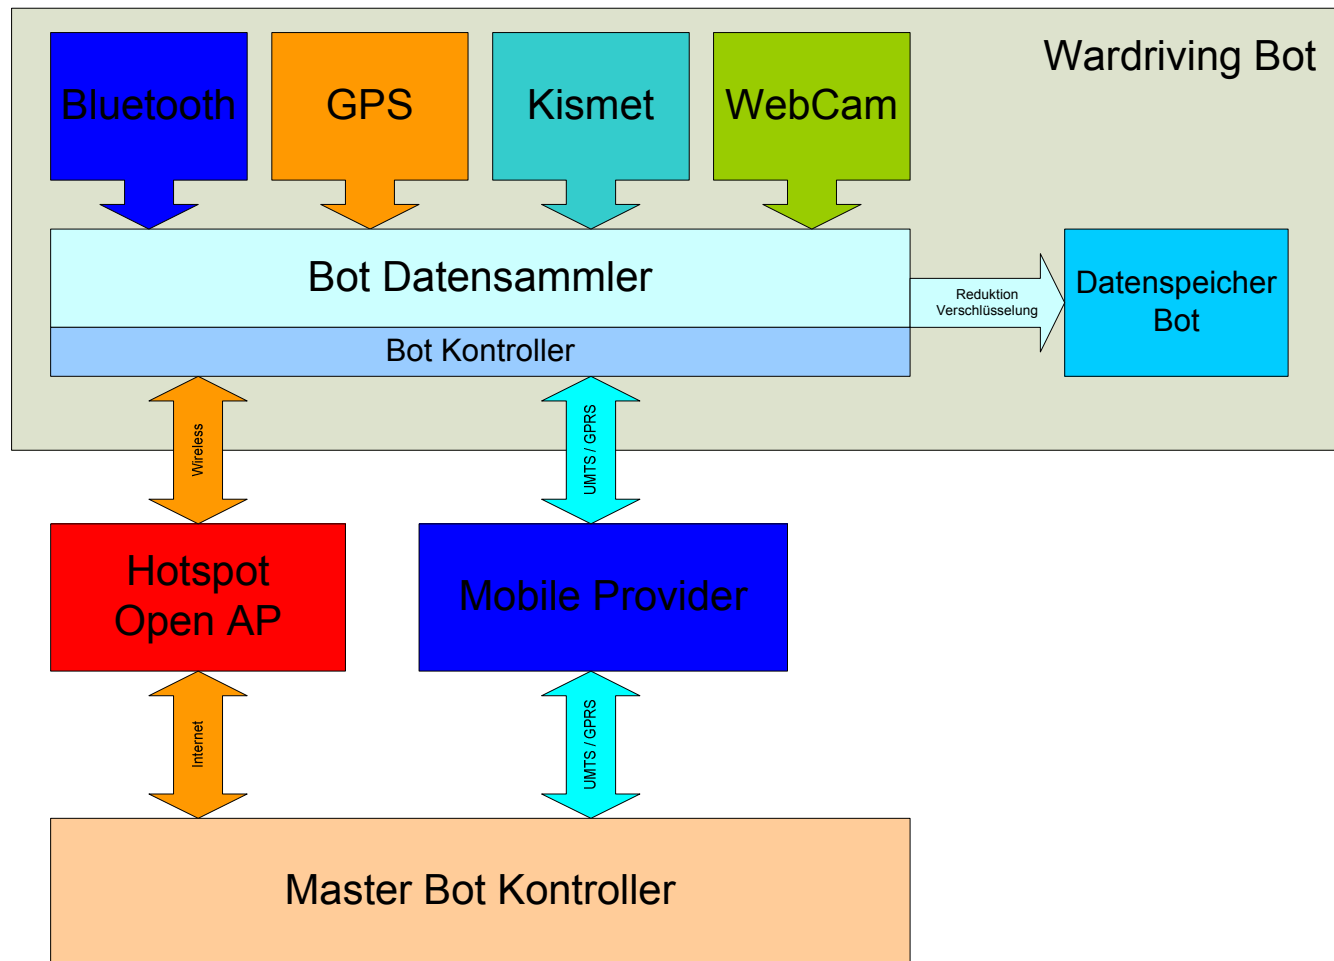 Wardriving Bot
Bluetooth
GPS
Kismet
WebCam
Bot Datensammler
Reduktion
Verschlüsselung
Datenspeicher
Bot
Bot Kontroller
Wireless
UMTS / GPRS
Hotspot
Open AP
Mobile Provider
Internet
UMTS / GPRS
Master Bot Kontroller